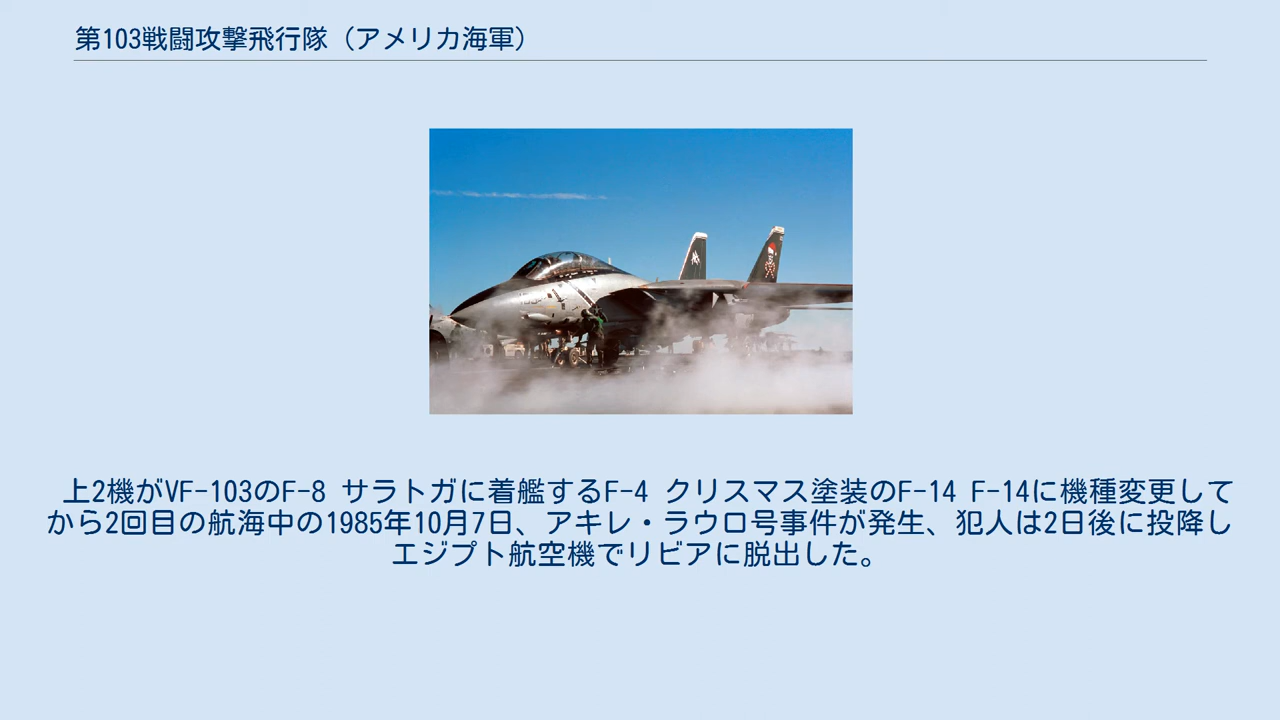 第103戦闘攻撃飛行隊（アメリカ海軍）
上2機がVF-103のF-8 サラトガに着艦するF-4 クリスマス塗装のF-14 F-14に機種変更して
から2回目の航海中の1985年10月7日、アキレ・ラウロ号事件が発生、犯人は2日後に投降し
エジプト航空機でリビアに脱出した。